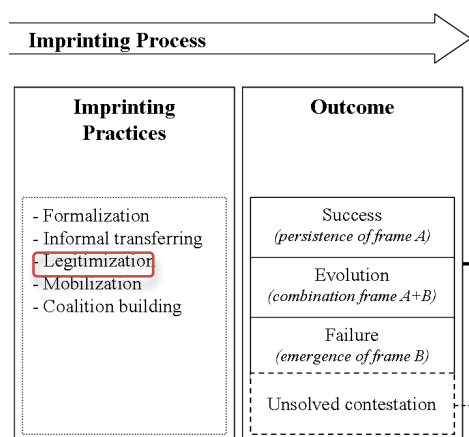 Imprinting Process
Imprinting
Practices
- Formalization
- Informal transferring
- Legitimization
- Mobilization
- Coalition building
Outcome
Success
(persistence of frame A)
Evolution
(combination frame A+B)
Failure
(emergence of frame B)
Unsolved contestation